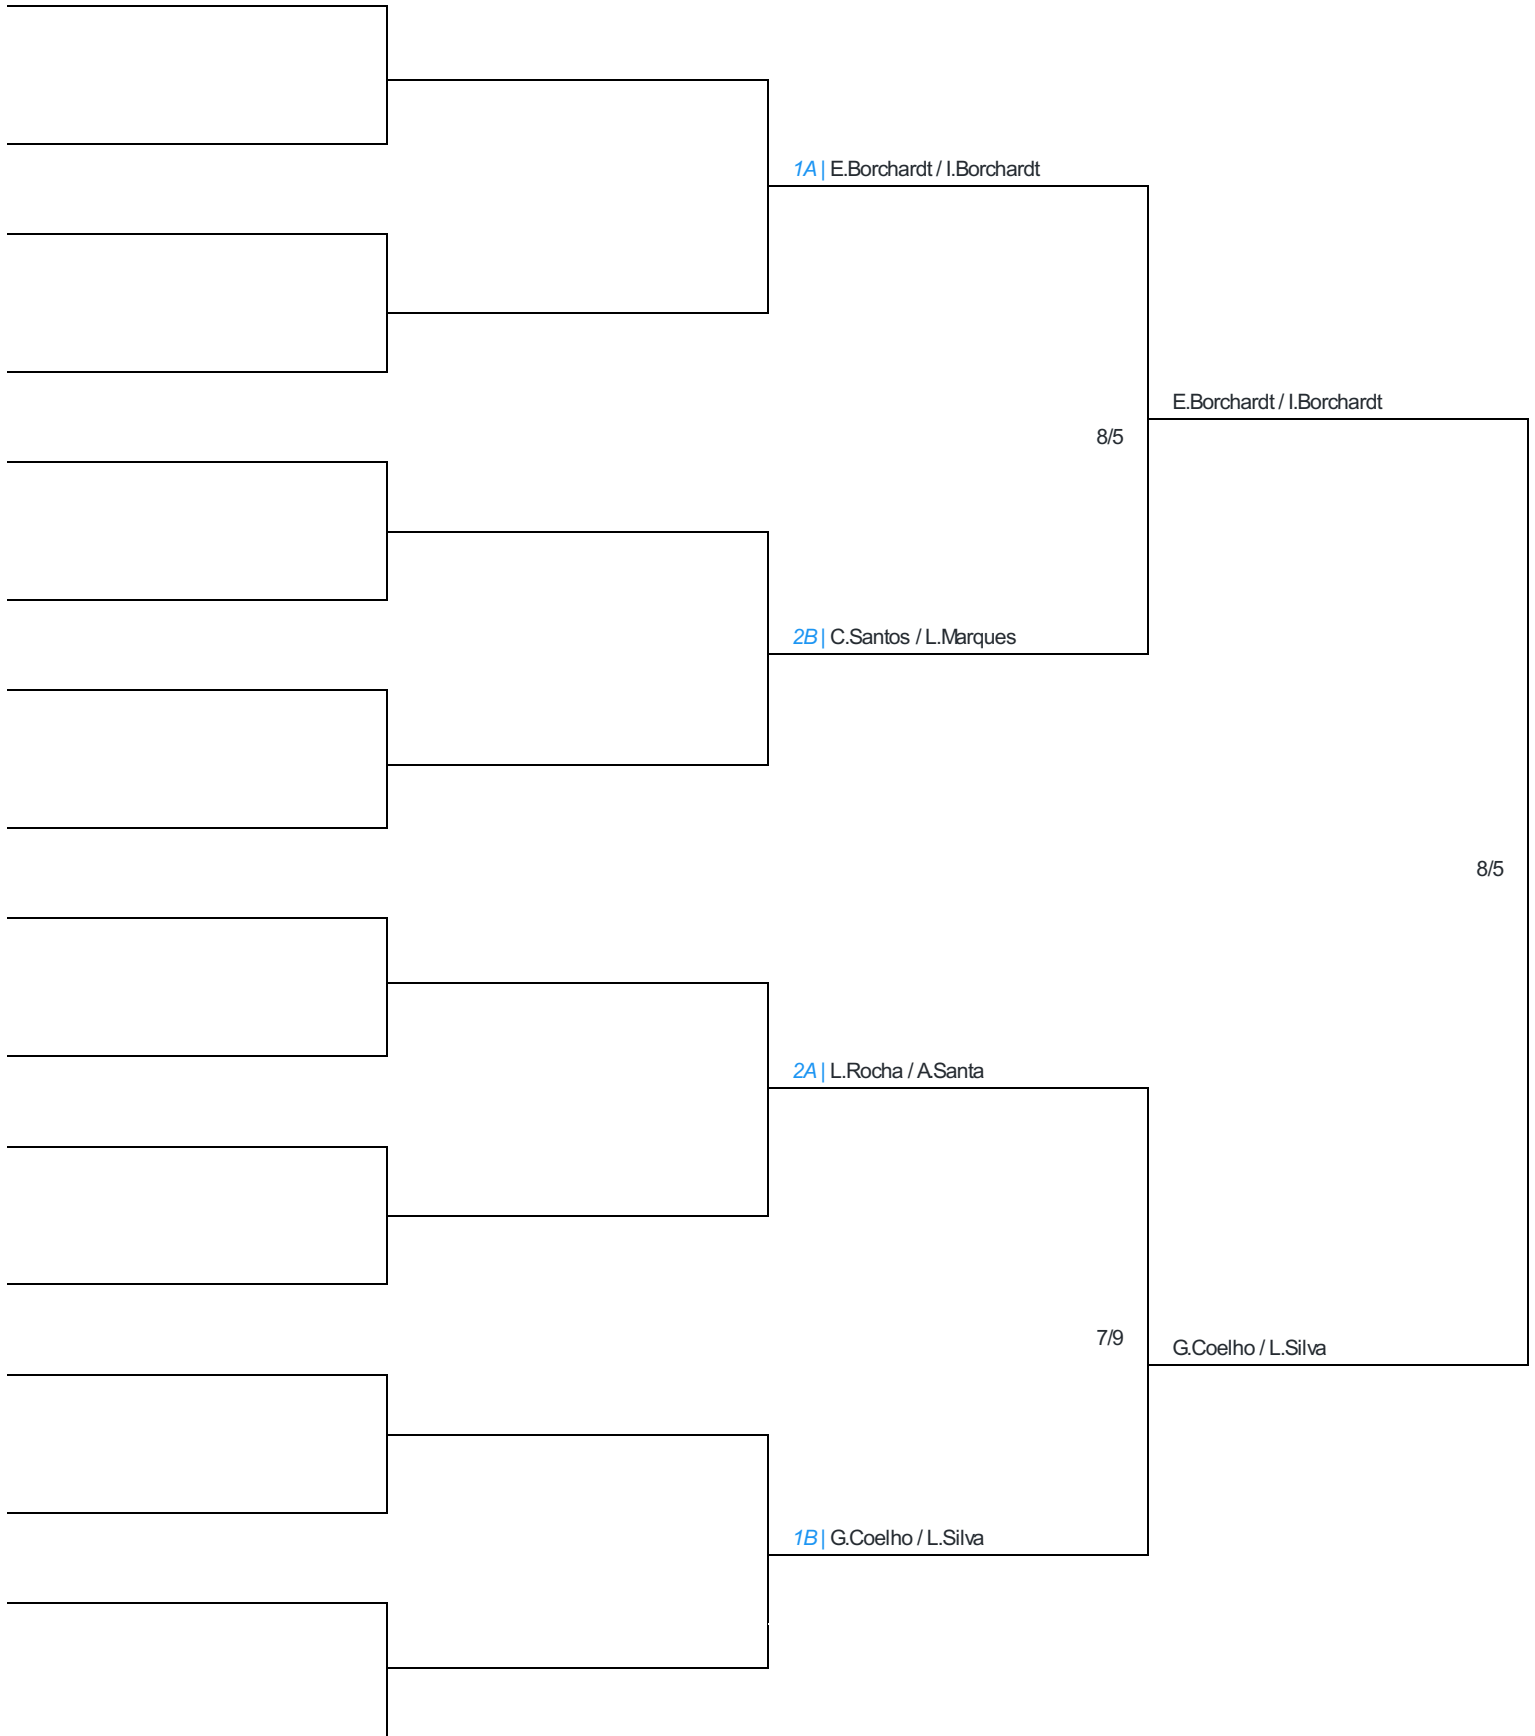 1A | E.Borchardt / I.Borchardt
E.Borchardt / I.Borchardt
8/5
2B | C.Santos / L.Marques
8/5
2A | L.Rocha / A.Santa
7/9
G.Coelho / L.Silva
1B | G.Coelho / L.Silva